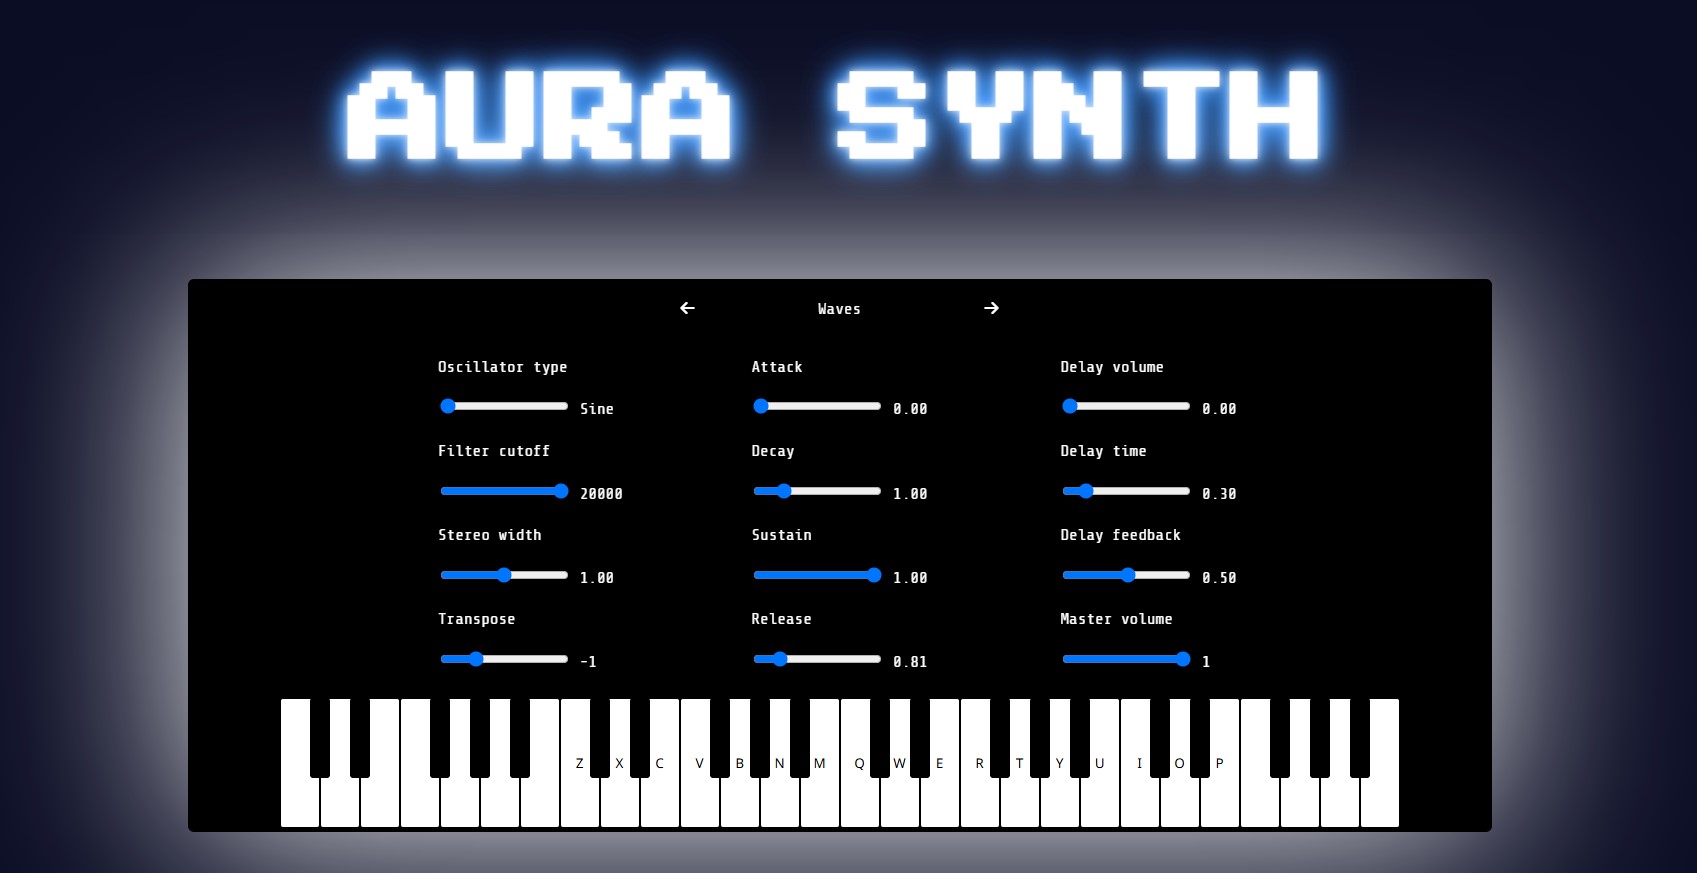 AURA SYNTH
Waves
Oscillator type
Sine
Attack
0.00
Delay volume
0.00
Filter cutoff
20000
Decay
1.00
Delay time
0.30
Stereo width
1.00
Sustain
1.00
Delay feedback
0.50
Transpose
-1
Release
0.81
Master volume
1
Z X C V B N M Q W E R T Y U I O P